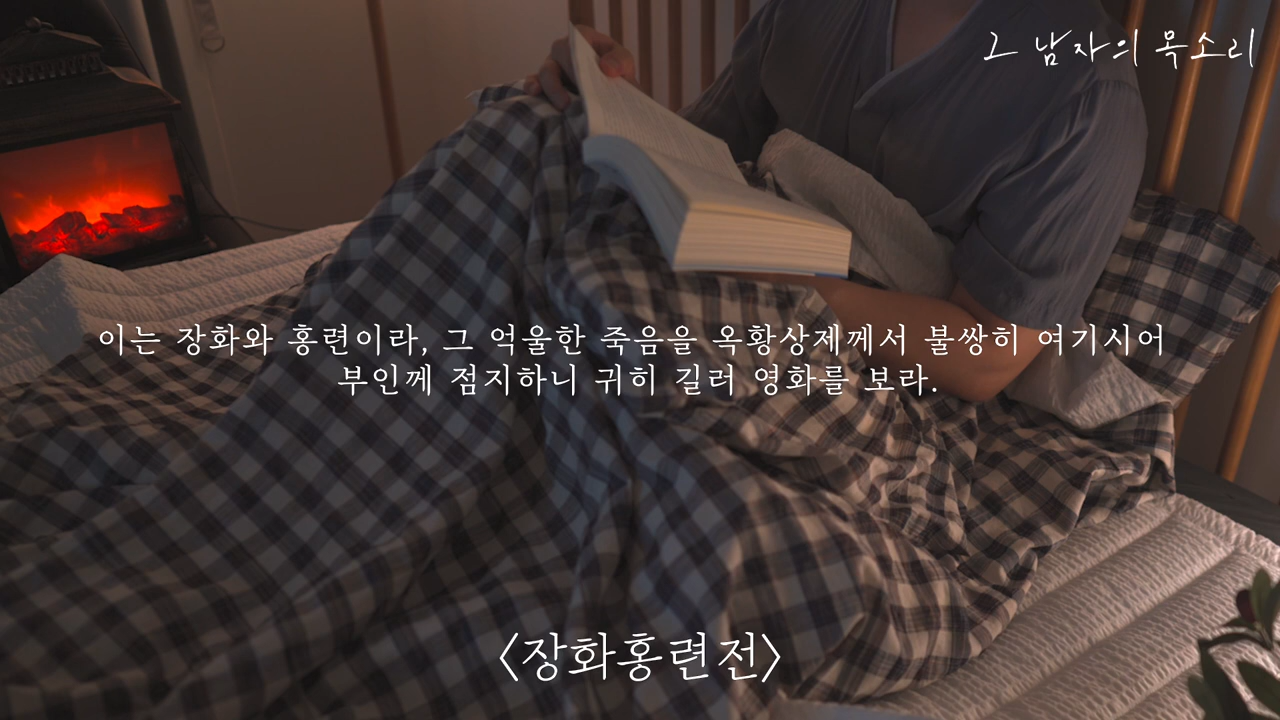 그 남자의 목소리
이는 장화와 홍련이라, 그 억울한 죽음을 옥황상제께서 불쌍히 여기시어
부인께 점지하니 귀히 길러 영화를 보라.
<장화홍련전>